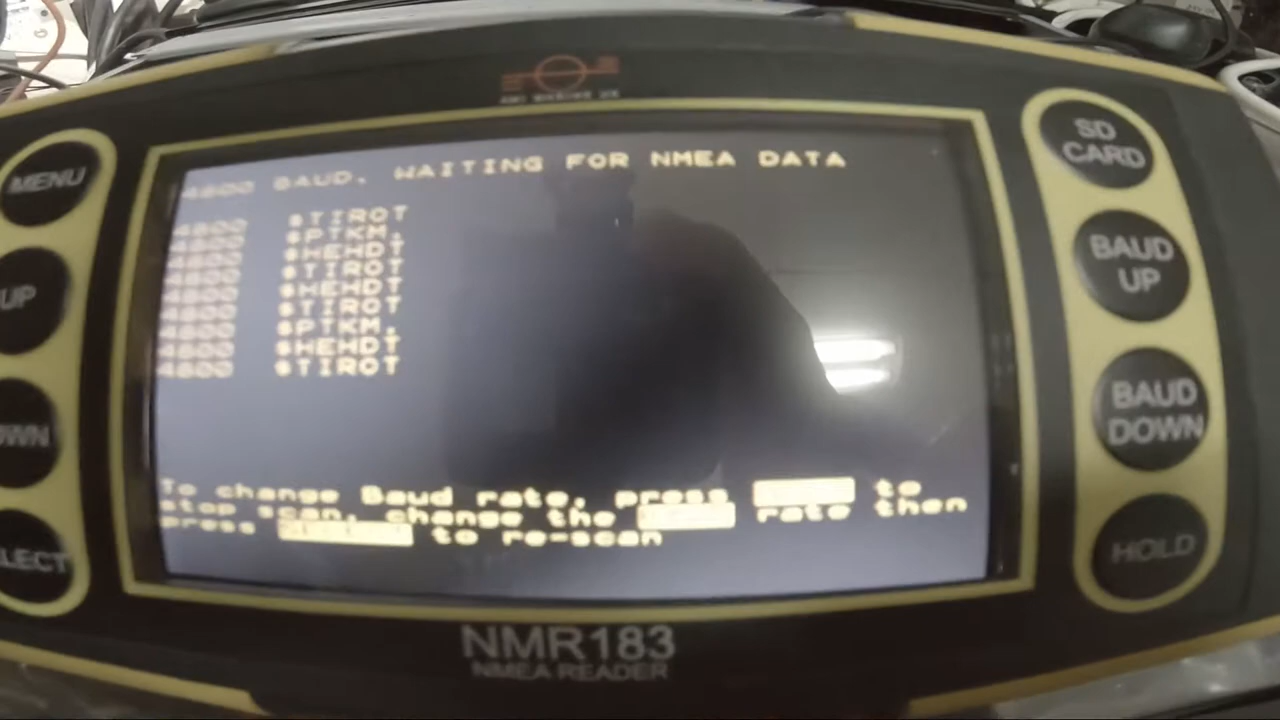 4800 BAUD. WAITING FOR NMEA DATA
4800 $TIROT
4800 $PTKM,
4800 $HEHDT
4800 $TIROT
4800 $HEHDT
4800 $TIROT
4800 $PTKM,
4800 $HEHDT
4800 $TIROT
To change Baud rate, press to
stop scan, change the rate then
press to re-scan
MENU
UP
OWN
LECT
SD
CARD
BAUD
UP
BAUD
DOWN
HOLD
NMR183
NMEA READER